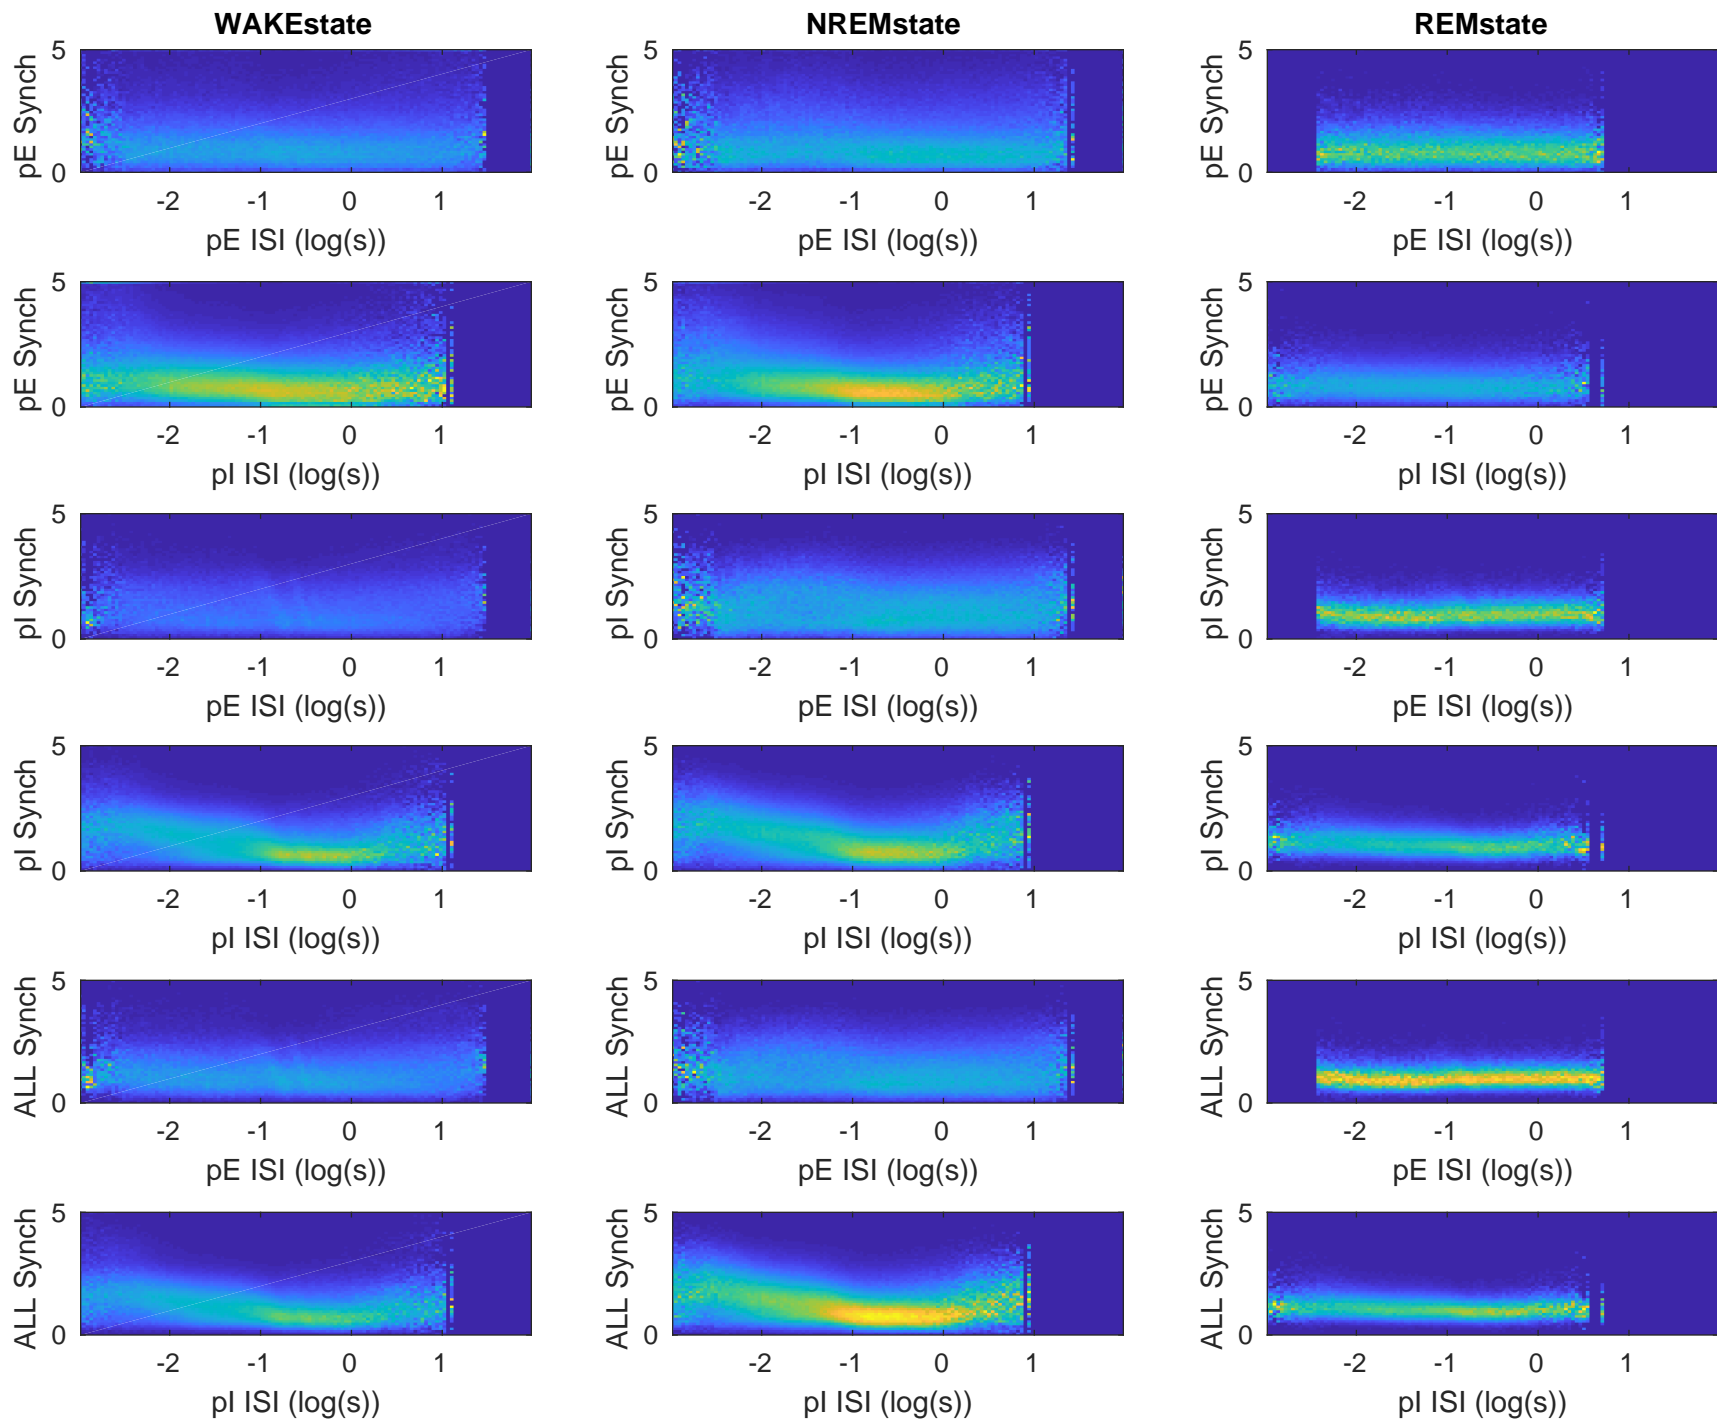 WAKEstate NREMstate REMstate
5 5 5
pE Synch pE Synch pE Synch
0 0 0
-2 -1 0 1 -2 -1 0 1 -2 -1 0 1
pE ISI (log(s)) pE ISI (log(s)) pE ISI (log(s))
5 5 5
pE Synch pE Synch pE Synch
0 0 0
-2 -1 0 1 -2 -1 0 1 -2 -1 0 1
pI ISI (log(s)) pI ISI (log(s)) pI ISI (log(s))
5 5 5
pI Synch pI Synch pI Synch
0 0 0
-2 -1 0 1 -2 -1 0 1 -2 -1 0 1
pE ISI (log(s)) pE ISI (log(s)) pE ISI (log(s))
5 5 5
pI Synch pI Synch pI Synch
0 0 0
-2 -1 0 1 -2 -1 0 1 -2 -1 0 1
pI ISI (log(s)) pI ISI (log(s)) pI ISI (log(s))
5 5 5
ALL Synch ALL Synch ALL Synch
0 0 0
-2 -1 0 1 -2 -1 0 1 -2 -1 0 1
pE ISI (log(s)) pE ISI (log(s)) pE ISI (log(s))
5 5 5
ALL Synch ALL Synch ALL Synch
0 0 0
-2 -1 0 1 -2 -1 0 1 -2 -1 0 1
pI ISI (log(s)) pI ISI (log(s)) pI ISI (log(s))